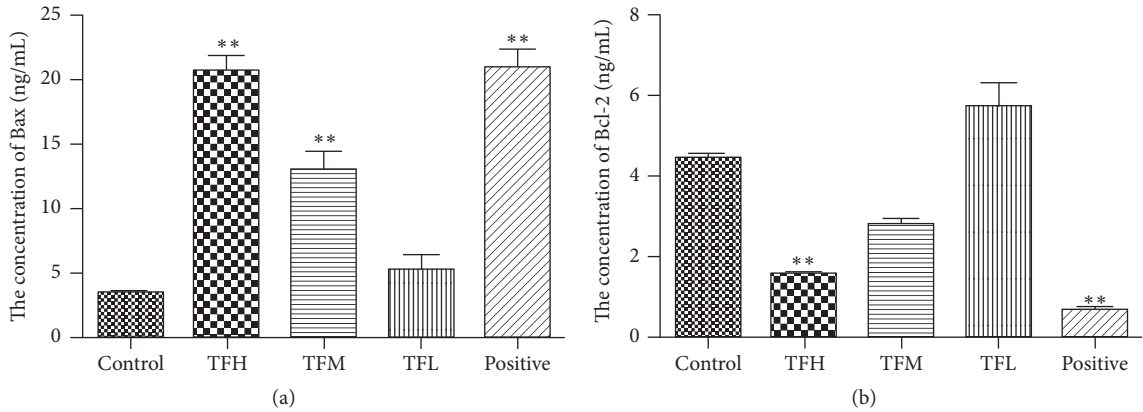 The concentration of Bax (ng/mL)
25
20
15
10
5
0
**
**
**
Control TFH TFM TFL Positive
(a)
The concentration of Bcl-2 (ng/mL)
8
6
4
2
0
**
**
Control TFH TFM TFL Positive
(b)